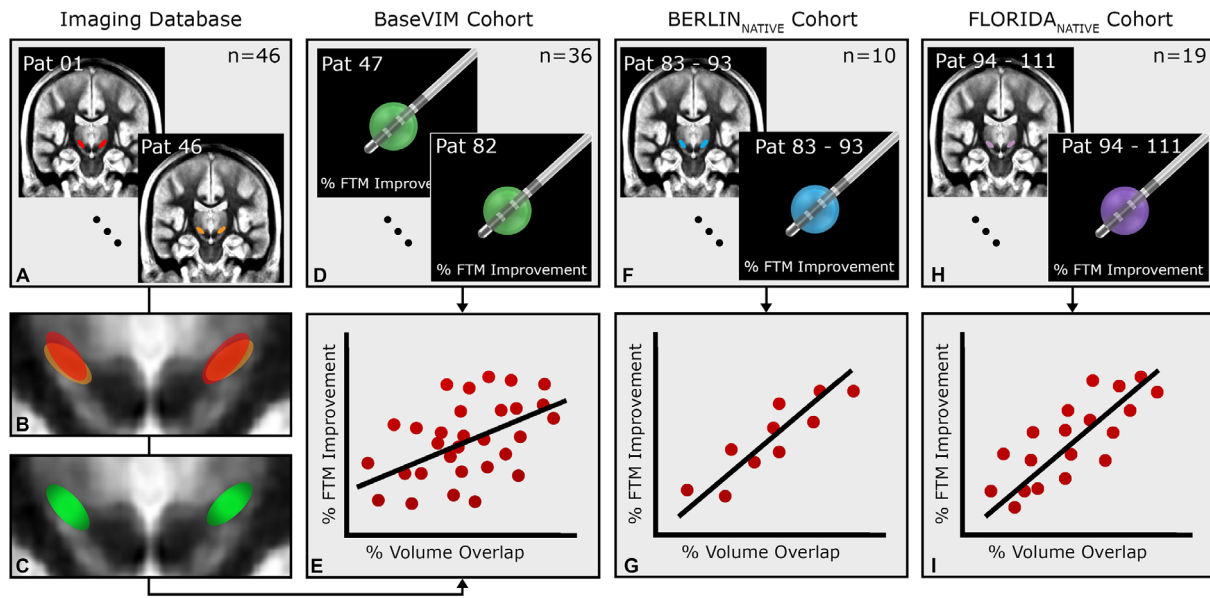 Imaging Database
BaseVIM Cohort
BERLINNATIVE Cohort
FLORIDANATIVE Cohort
n=46
Pat 01
Pat 46
A
n=36
Pat 47
% FTM Improve
Pat 82
% FTM Improvement
D
n=10
Pat 83 - 93
Pat 83 - 93
% FTM Improvement
F
n=19
Pat 94 - 111
Pat 94 - 111
% FTM Improvement
H
B
C
% FTM Improvement
% Volume Overlap
E
% FTM Improvement
% Volume Overlap
G
% FTM Improvement
% Volume Overlap
I